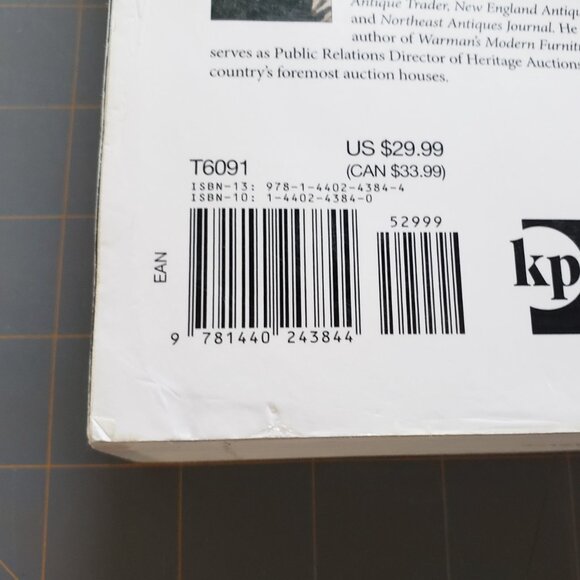 Antique Trader, New England Antiqu
and Northeast Antiques Journal. He
author of Warman's Modern Furnitu
serves as Public Relations Director of Heritage Auctions
country's foremost auction houses.
US $29.99
T6091 (CAN $33.99)
ISBN-13: 978-1-4402-4384-4
ISBN-10: 1-4402-4384-0
52999
EAN
kp
9 781440 243844